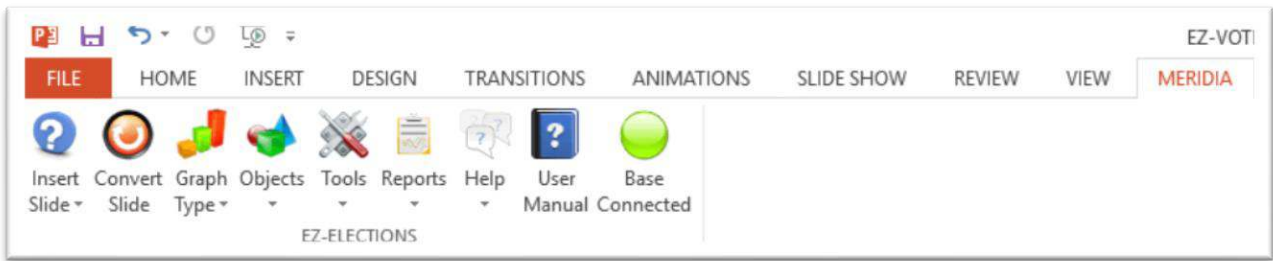 EZ-VOTI
FILE HOME INSERT DESIGN TRANSITIONS ANIMATIONS SLIDE SHOW REVIEW VIEW MERIDIA
Insert Convert Graph Objects Tools Reports Help User Base
Slide Slide Type Manual Connected
EZ-ELECTIONS